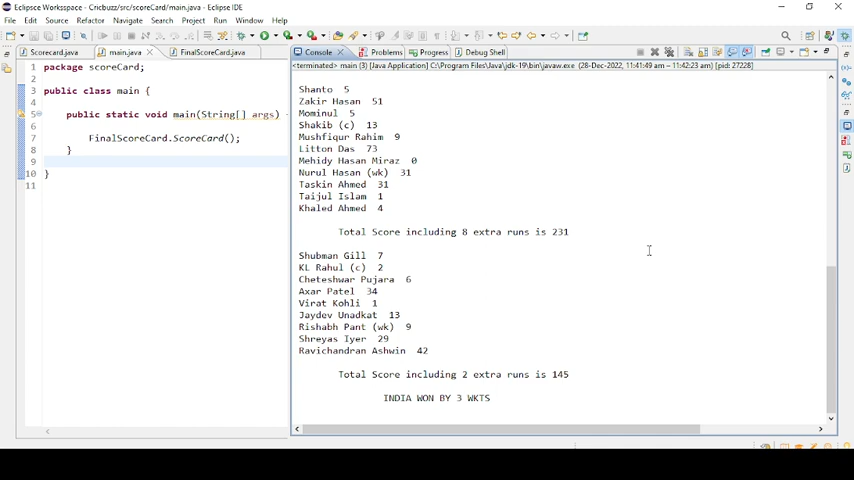 Eclipsce Worksspace - Cricbuzz/src/scoreCard/main.java - Eclipse IDE
File Edit Source Refactor Navigate Search Project Run Window Help
Scorecard.java main.java FinalScoreCard.java
Console Problems Progress Debug Shell
<terminated> main (3) [Java Application] C:\Program Files\Java\jdk-19\bin\javaw.exe (28-Dec-2022, 11:41:49 am – 11:42:23 am) [pid: 27228]
1 package scoreCard;
2
3 public class main {
4
5 public static void main(String[] args)
6
7 FinalScoreCard.ScoreCard();
8 }
9
10 }
11
Shanto 5
Zakir Hasan 51
Mominul 5
Shakib (c) 13
Mushfiqur Rahim 9
Litton Das 73
Mehidy Hasan Miraz 0
Nurul Hasan (wk) 31
Taskin Ahmed 31
Taijul Islam 1
Khaled Ahmed 4
Total Score including 8 extra runs is 231
Shubman Gill 7
KL Rahul (c) 2
Cheteshwar Pujara 6
Axar Patel 34
Virat Kohli 1
Jaydev Unadkat 13
Rishabh Pant (wk) 9
Shreyas Iyer 29
Ravichandran Ashwin 42
Total Score including 2 extra runs is 145
INDIA WON BY 3 WKTS